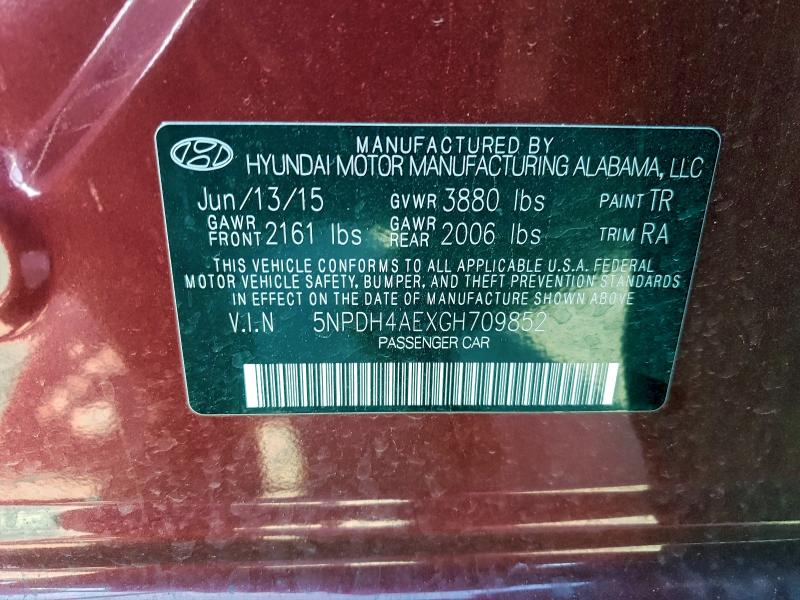 MANUFACTURED BY
HYUNDAI MOTOR MANUFACTURING ALABAMA, LLC
Jun/13/15 GVWR 3880 lbs PAINT TR
GAWR FRONT 2161 lbs GAWR REAR 2006 lbs TRIM RA
THIS VEHICLE CONFORMS TO ALL APPLICABLE U.S.A. FEDERAL
MOTOR VEHICLE SAFETY, BUMPER, AND THEFT PREVENTION STANDARDS
IN EFFECT ON THE DATE OF MANUFACTURE SHOWN ABOVE
V.I.N 5NPDH4AEXGH709852
PASSENGER CAR